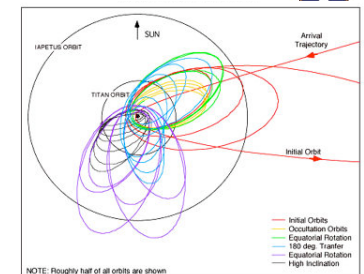 SUN
IAPETUS ORBIT
Arrival
Trajectory
TITAN ORBIT
Initial Orbit
Initial Orbits
Occultation Orbits
Equatorial Rotation
180 deg. Tranfer
Equatorial Rotation
High Inclination
NOTE: Roughly half of all orbits are shown